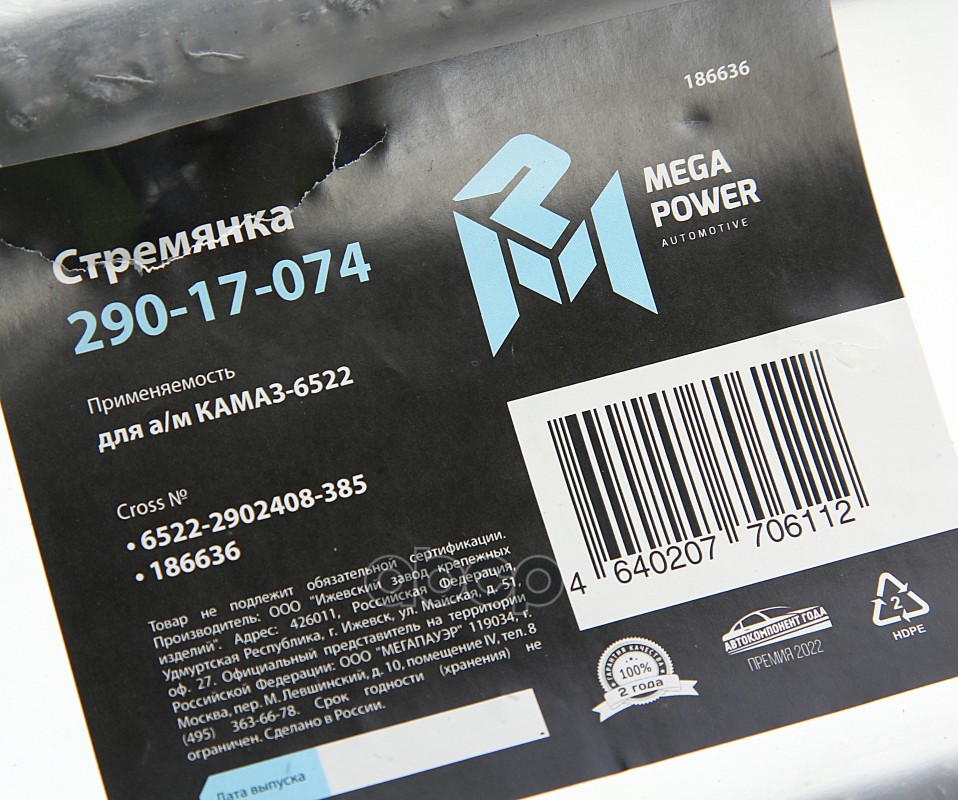 186636
MEGA
POWER
AUTOMOTIVE
Стремянка
290-17-074
Применяемость
для а/м КАМАЗ-6522
Cross №
• 6522-2902408-385
• 186636
Товар не подлежит обязательной сертификации.
Производитель: ООО "Ижевский завод крепежных
изделий". Адрес: 426011, Российская Федерация,
Удмуртская Республика, г. Ижевск, ул. Майская, д. 51,
оф. 27. Официальный представитель на территории
Российской Федерации: ООО "МЕГАПАУЭР" 119034, г.
Москва, пер. М. Левшинский, д. 10, помещение IV, тел. 8
(495) 363-66-78. Срок годности (хранения) не
ограничен. Сделано в России.
Дата выпуска
4 640207 706112
ГАРАНТИЯ КАЧЕСТВА
100%
2 года
АВТОКОМПОНЕНТ ГОДА
ПРЕМИЯ 2022
2
HDPE
abcp